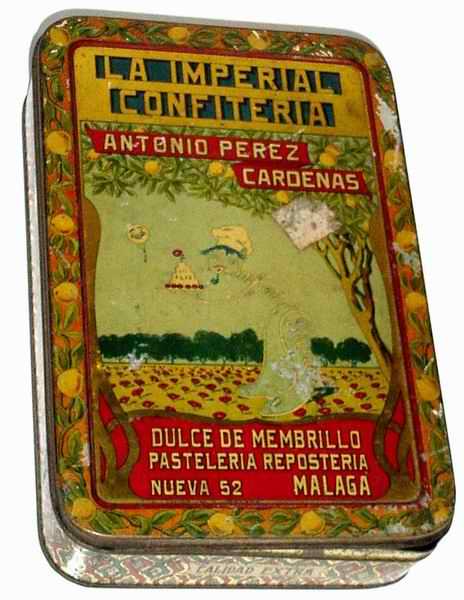 LA IMPERIAL
CONFITERIA
ANTONIO PEREZ
CARDENAS
DULCE DE MEMBRILLO
PASTELERIA REPOSTERIA
NUEVA 52 MALAGA
CALIDAD EXTRA